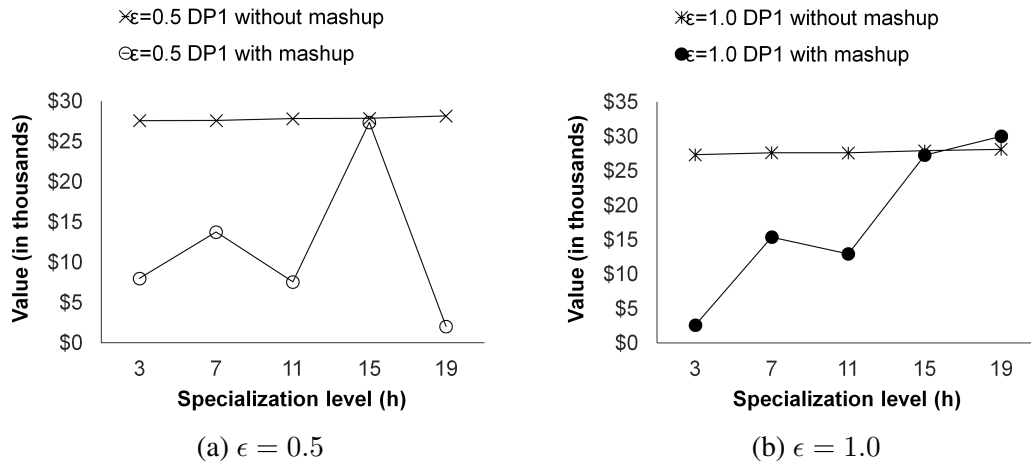 ε=0.5 DP1 without mashup
ε=0.5 DP1 with mashup
$30
$25
$20
$15
$10
$5
$0
Value (in thousands)
3 7 11 15 19
Specialization level (h)
(a) ϵ = 0.5
ε=1.0 DP1 without mashup
ε=1.0 DP1 with mashup
$35
$30
$25
$20
$15
$10
$5
$0
Value (in thousands)
3 7 11 15 19
Specialization level (h)
(b) ϵ = 1.0